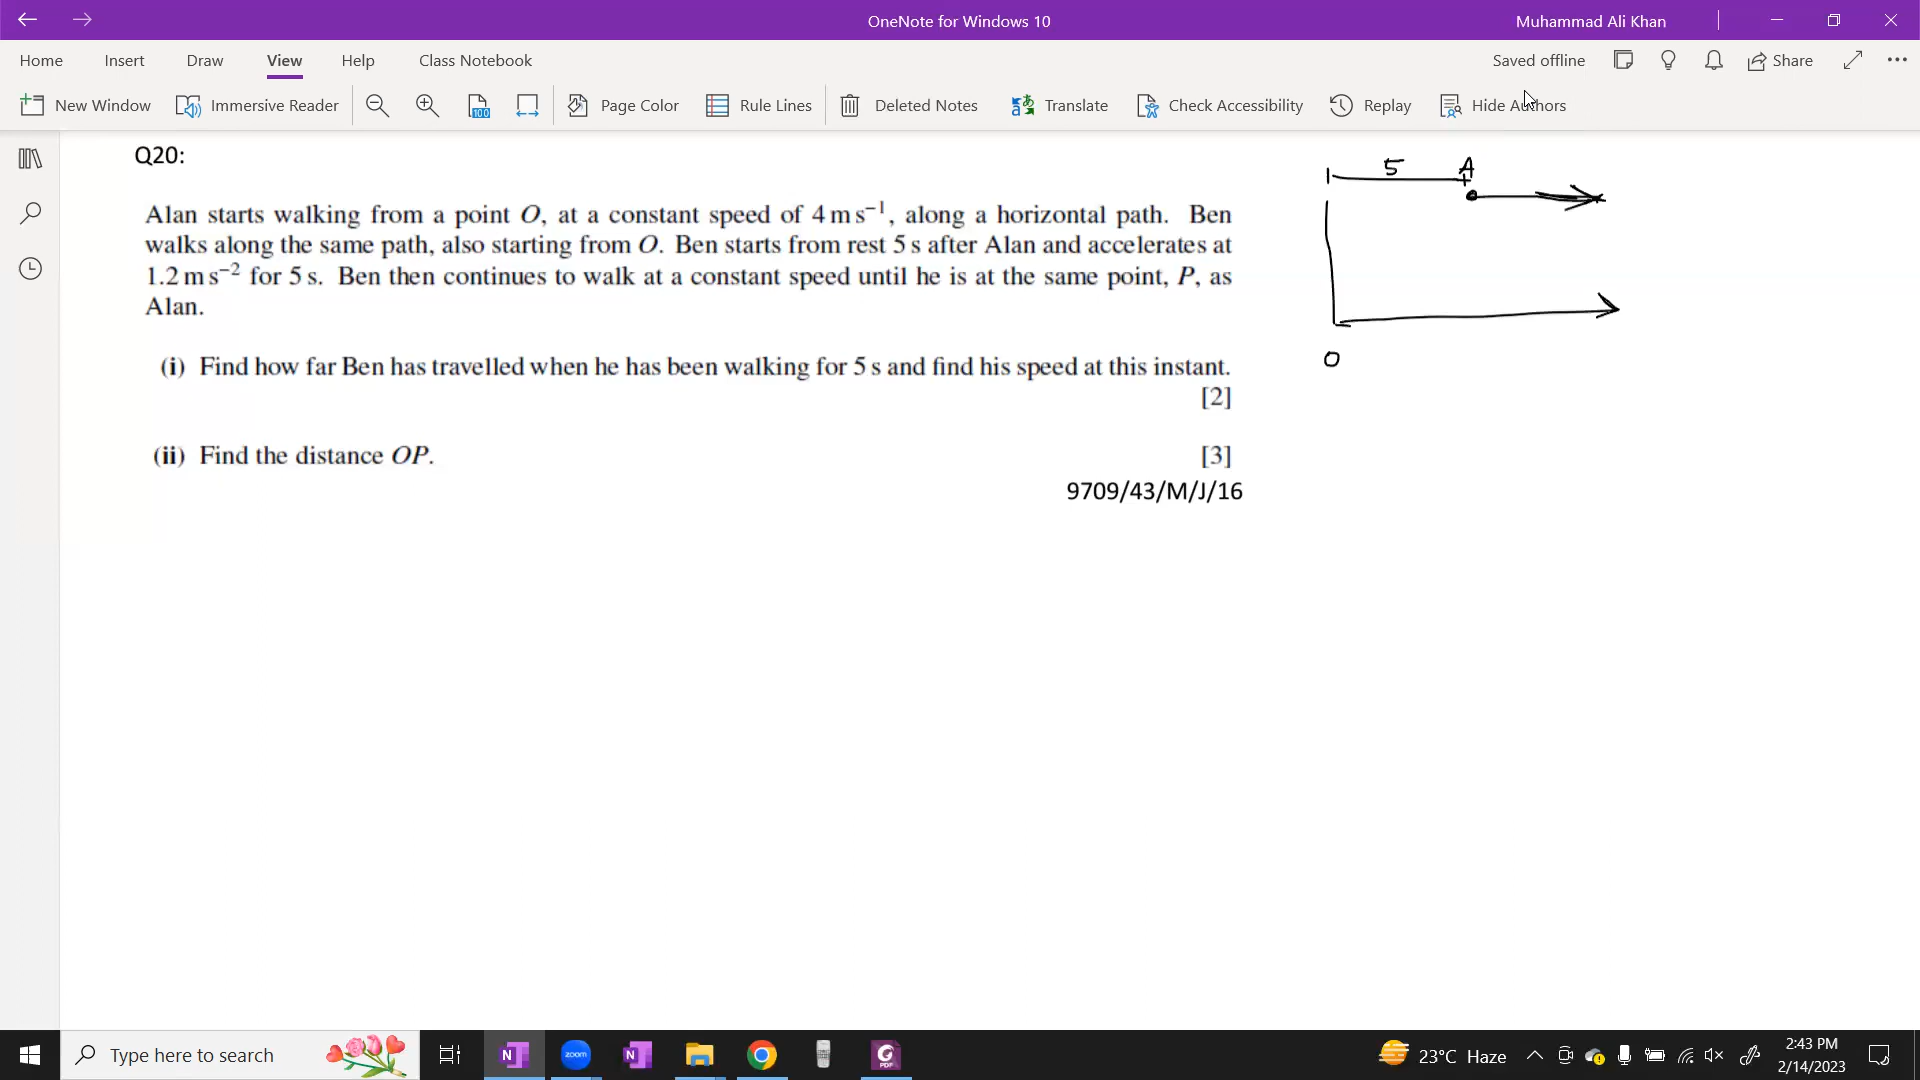 OneNote for Windows 10
Muhammad Ali Khan
Home Insert Draw View Help Class Notebook
Saved offline Share
New Window Immersive Reader 100 Page Color Rule Lines Deleted Notes Translate Check Accessibility Replay Hide Authors
Q20:
Alan starts walking from a point O, at a constant speed of 4 m s⁻¹, along a horizontal path. Ben
walks along the same path, also starting from O. Ben starts from rest 5 s after Alan and accelerates at
1.2 m s⁻² for 5 s. Ben then continues to walk at a constant speed until he is at the same point, P, as
Alan.
(i) Find how far Ben has travelled when he has been walking for 5 s and find his speed at this instant.
[2]
(ii) Find the distance OP. [3]
9709/43/M/J/16
5 A
O
Type here to search
zoom
PDF
23°C Haze
2:43 PM
2/14/2023